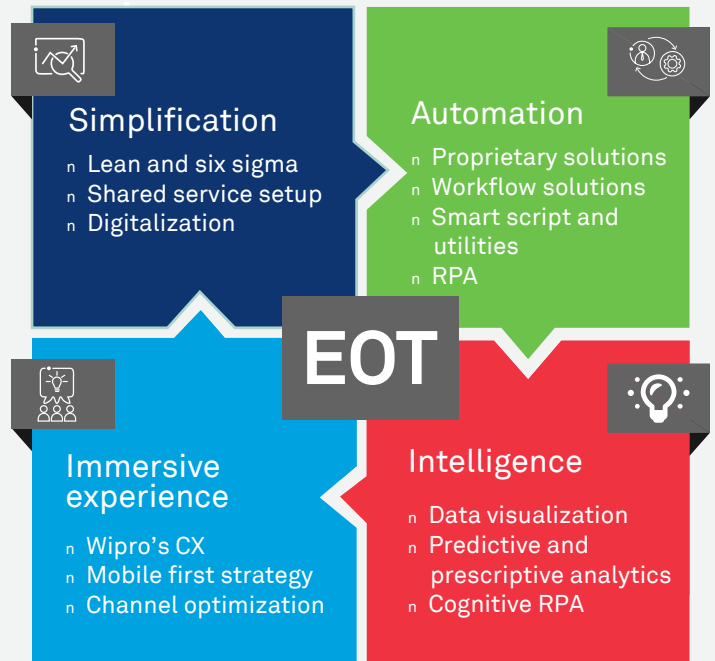 Simplification
n Lean and six sigma
n Shared service setup
n Digitalization
Automation
n Proprietary solutions
n Workflow solutions
n Smart script and
utilities
n RPA
EOT
Immersive
experience
n Wipro’s CX
n Mobile first strategy
n Channel optimization
Intelligence
n Data visualization
n Predictive and
prescriptive analytics
n Cognitive RPA